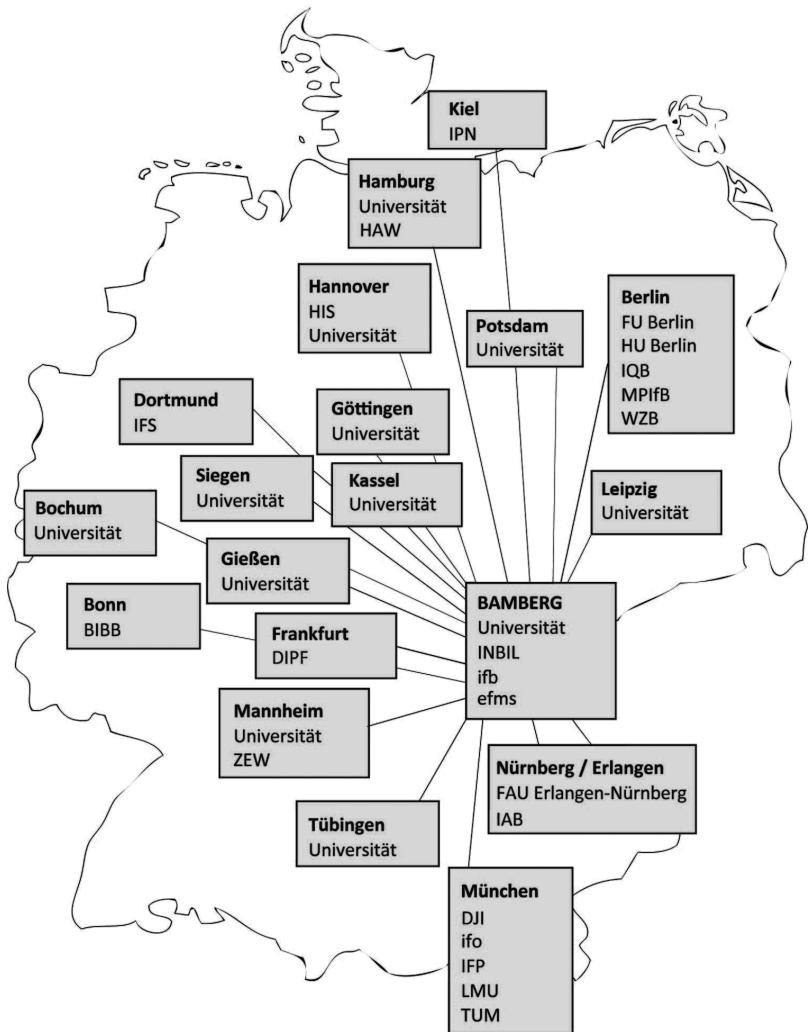 Kiel
IPN
Hamburg
Universität
HAW
Hannover
HIS
Universität
Potsdam
Universität
Berlin
FU Berlin
HU Berlin
IQB
MPIfB
WZB
Dortmund
IFS
Göttingen
Universität
Siegen
Universität
Kassel
Universität
Leipzig
Universität
Bochum
Universität
Gießen
Universität
Bonn
BIBB
Frankfurt
DIPF
BAMBERG
Universität
INBIL
ifb
efms
Mannheim
Universität
ZEW
Nürnberg / Erlangen
FAU Erlangen-Nürnberg
IAB
Tübingen
Universität
München
DJI
ifo
IFP
LMU
TUM